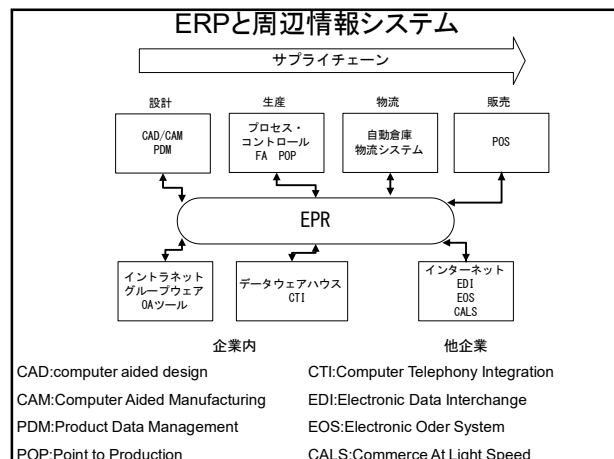 ERPと周辺情報システム
サプライチェーン
設計
生産
物流
販売
CAD/CAM
PDM
プロセス・
コントロール
FA POP
自動倉庫
物流システム
POS
EPR
イントラネット
グループウェア
OAツール
データウェアハウス
CTI
インターネット
EDI
EOS
CALS
企業内
他企業
CAD:computer aided design
CAM:Computer Aided Manufacturing
PDM:Product Data Management
POP:Point to Production
CTI:Computer Telephony Integration
EDI:Electronic Data Interchange
EOS:Electronic Oder System
CALS:Commerce At Light Speed